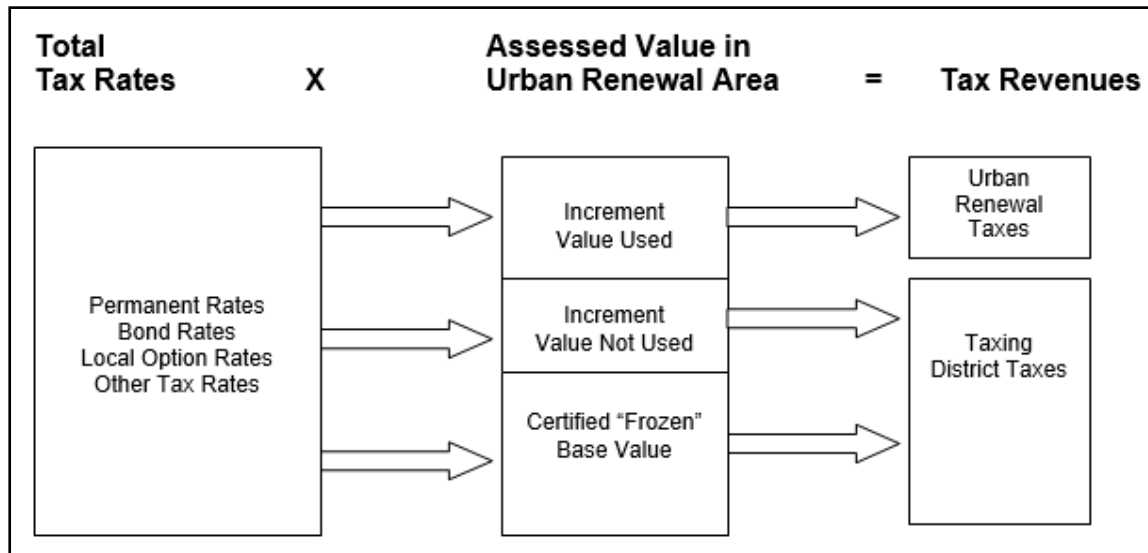 Total
Tax Rates X Assessed Value in
Urban Renewal Area = Tax Revenues
Permanent Rates
Bond Rates
Local Option Rates
Other Tax Rates
Increment
Value Used
Increment
Value Not Used
Certified “Frozen”
Base Value
Urban
Renewal
Taxes
Taxing
District Taxes